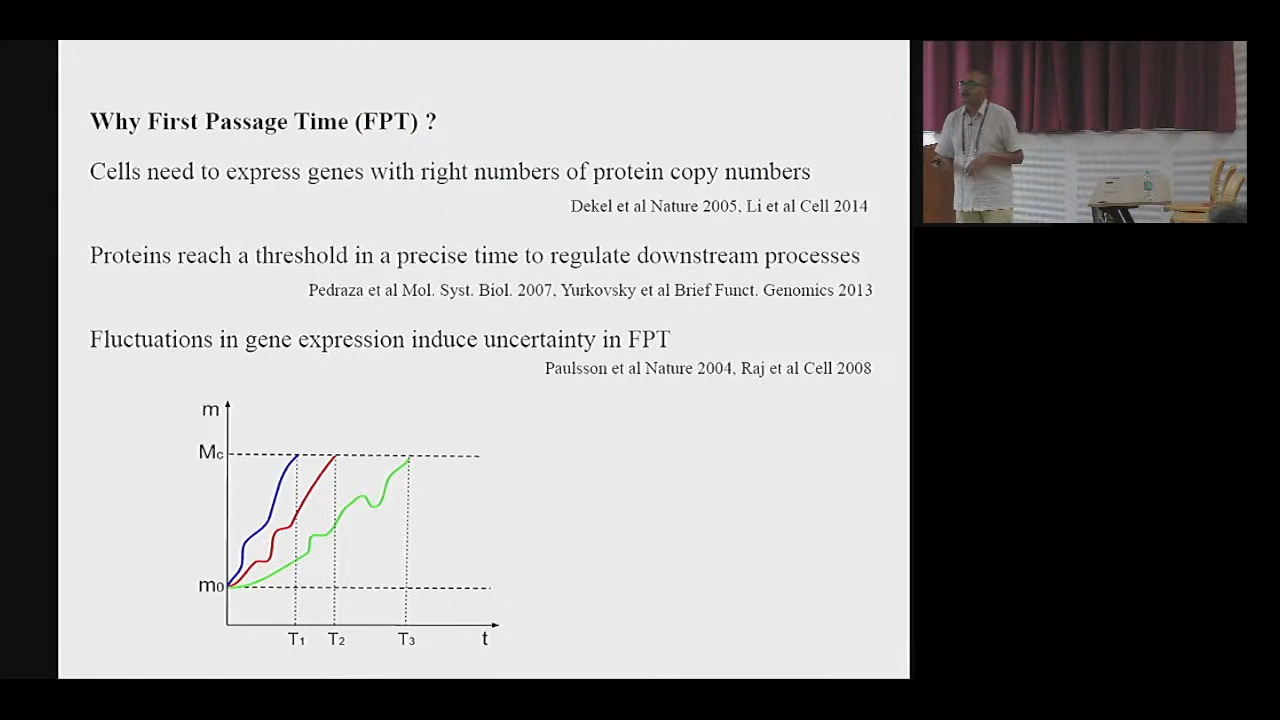 Why First Passage Time (FPT) ?
Cells need to express genes with right numbers of protein copy numbers
Dekel et al Nature 2005, Li et al Cell 2014
Proteins reach a threshold in a precise time to regulate downstream processes
Pedraza et al Mol. Syst. Biol. 2007, Yurkovsky et al Brief Funct. Genomics 2013
Fluctuations in gene expression induce uncertainty in FPT
Paulsson et al Nature 2004, Raj et al Cell 2008
m
Mc
m0
T1 T2 T3 t